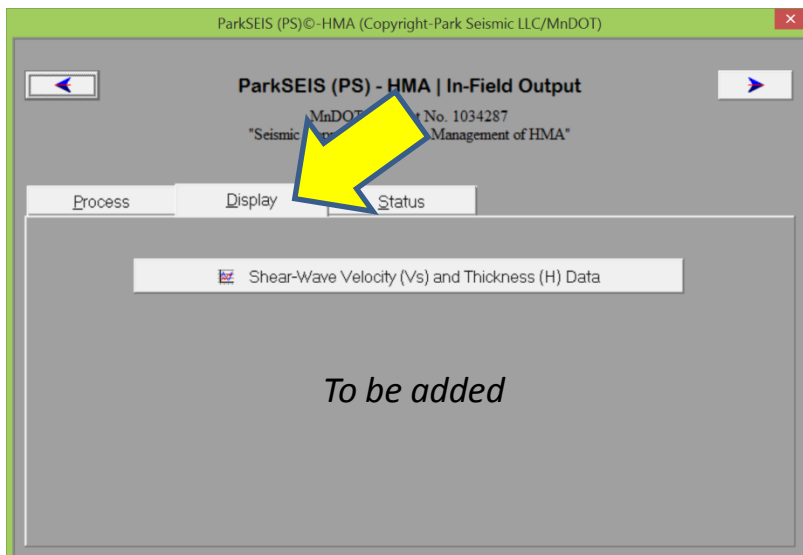 ParkSEIS (PS)©-HMA (Copyright-Park Seismic LLC/MnDOT)
ParkSEIS (PS) - HMA | In-Field Output
MnDOT No. 1034287
"Seismic Management of HMA"
Process
Display
Status
Shear-Wave Velocity (Vs) and Thickness (H) Data
To be added